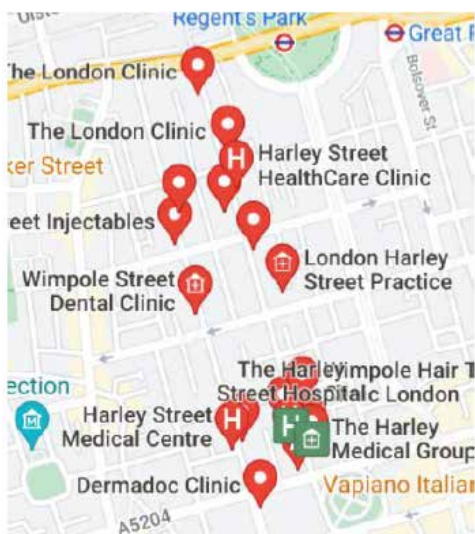 Regent's Park
Great
The London Clinic
Bolsover St
The London Clinic
Harley Street
HealthCare Clinic
ker Street
eet Injectables
London Harley
Street Practice
Wimpole Street
Dental Clinic
The Harley
Street Hospital
Wimpole Hair T
c London
ection
Harley Street
Medical Centre
The Harley
Medical Group
Dermadoc Clinic
Vapiano Italian
A5204